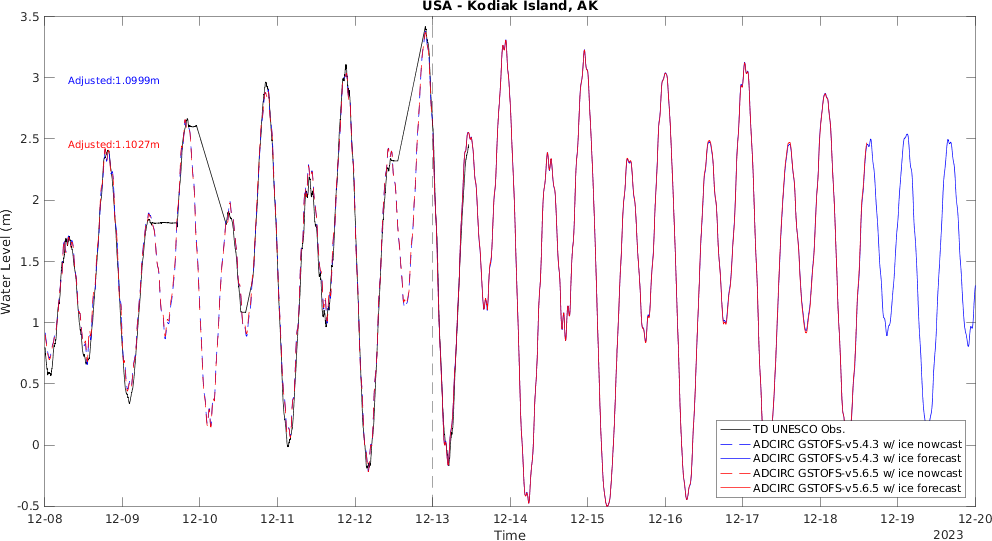 USA - Kodiak Island, AK
3.5
3
2.5
2
1.5
1
0.5
0
-0.5
Water Level (m)
Adjusted:1.0999m
Adjusted:1.1027m
TD UNESCO Obs.
ADCIRC GSTOFS-v5.4.3 w/ ice nowcast
ADCIRC GSTOFS-v5.4.3 w/ ice forecast
ADCIRC GSTOFS-v5.6.5 w/ ice nowcast
ADCIRC GSTOFS-v5.6.5 w/ ice forecast
12-08 12-09 12-10 12-11 12-12 12-13 12-14 12-15 12-16 12-17 12-18 12-19 12-20
Time
2023